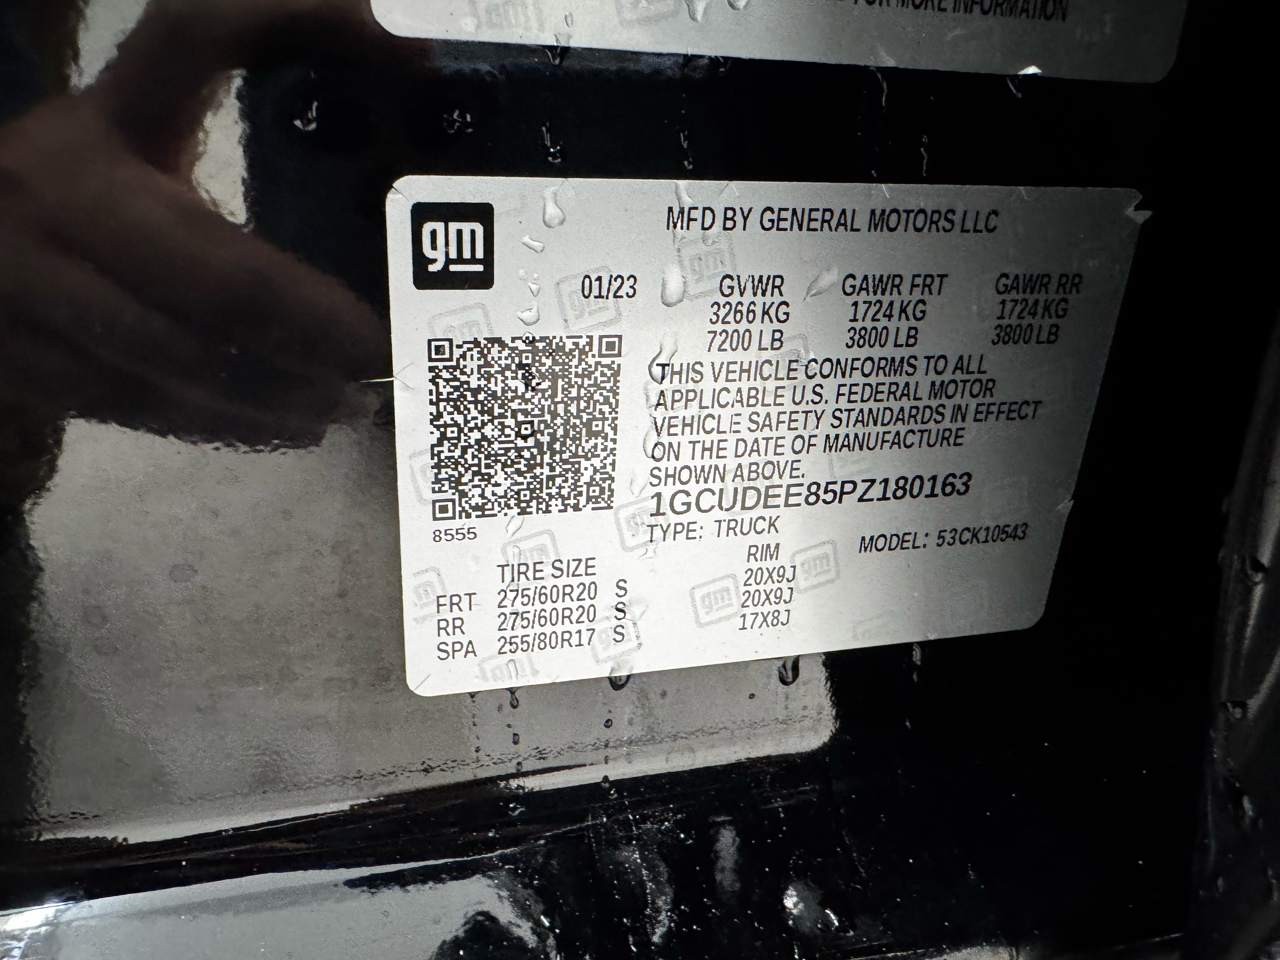 FOR MORE INFORMATION
gm
MFD BY GENERAL MOTORS LLC
01/23 GVWR GAWR FRT GAWR RR
3266 KG 1724 KG 1724 KG
7200 LB 3800 LB 3800 LB
THIS VEHICLE CONFORMS TO ALL
APPLICABLE U.S. FEDERAL MOTOR
VEHICLE SAFETY STANDARDS IN EFFECT
ON THE DATE OF MANUFACTURE
SHOWN ABOVE.
1GCUDEE85PZ180163
8555
TYPE: TRUCK MODEL: 53CK10543
TIRE SIZE RIM
FRT 275/60R20 S 20X9J
RR 275/60R20 S 20X9J
SPA 255/80R17 S 17X8J